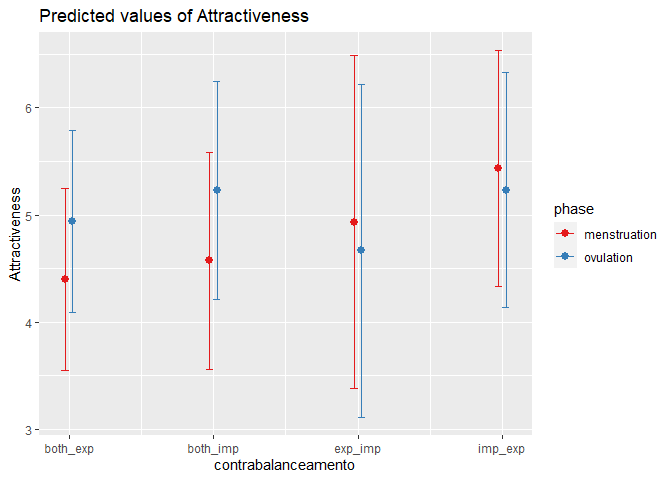 Predicted values of Attractiveness
6
5
4
3
Attractiveness
both_exp both_imp exp_imp imp_exp
contrabalanceamento
phase
menstruation
ovulation